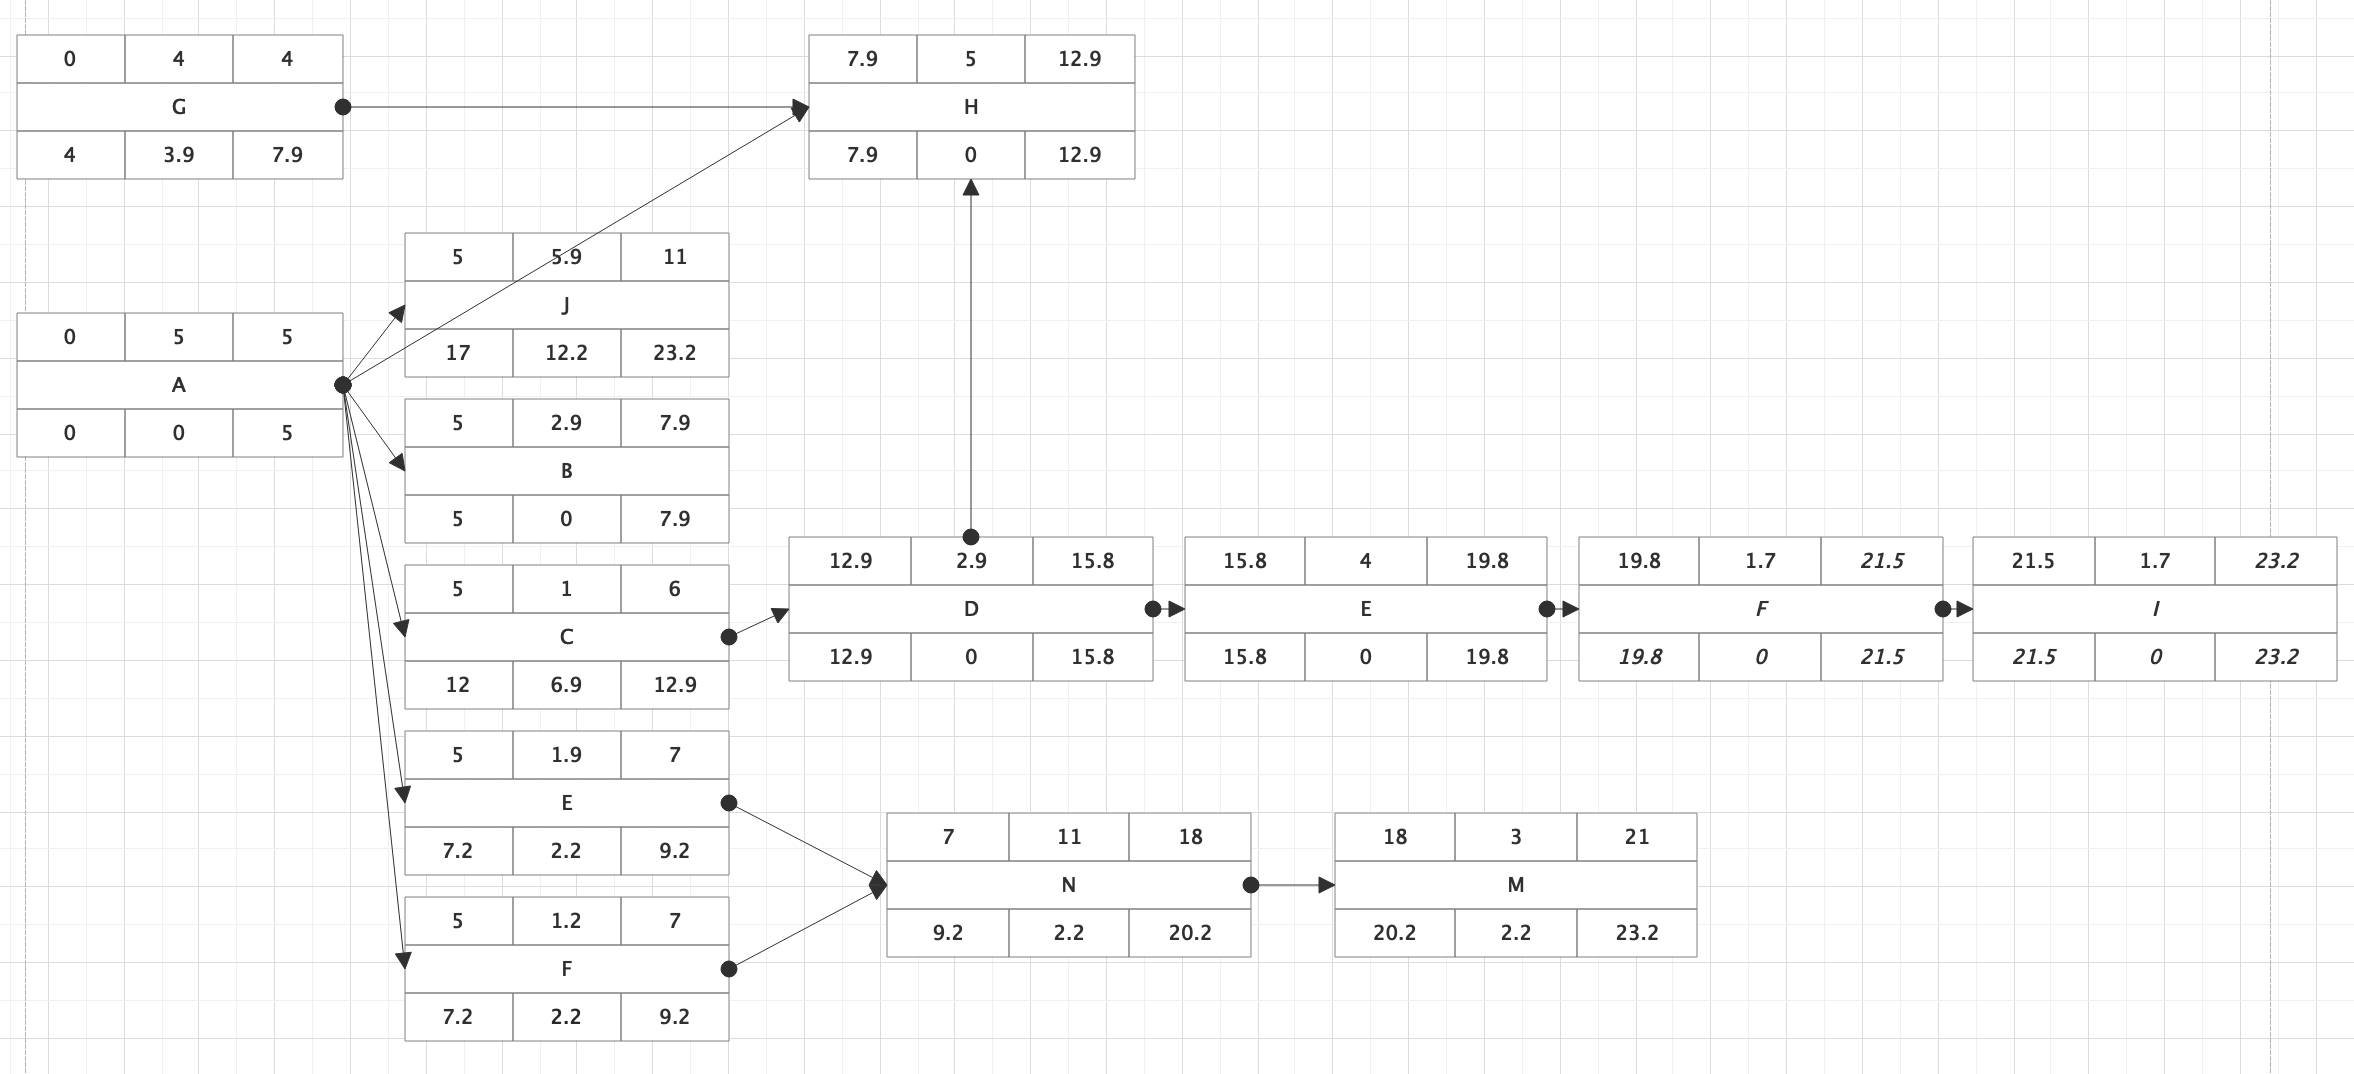 0 4 4
G
4 3.9 7.9
7.9 5 12.9
H
7.9 0 12.9
5 5.9 11
J
17 12.2 23.2
0 5 5
A
0 0 5
5 2.9 7.9
B
5 0 7.9
5 1 6
C
12 6.9 12.9
12.9 2.9 15.8
D
12.9 0 15.8
15.8 4 19.8
E
15.8 0 19.8
19.8 1.7 21.5
F
19.8 0 21.5
21.5 1.7 23.2
I
21.5 0 23.2
5 1.9 7
E
7.2 2.2 9.2
5 1.2 7
F
7.2 2.2 9.2
7 11 18
N
9.2 2.2 20.2
18 3 21
M
20.2 2.2 23.2